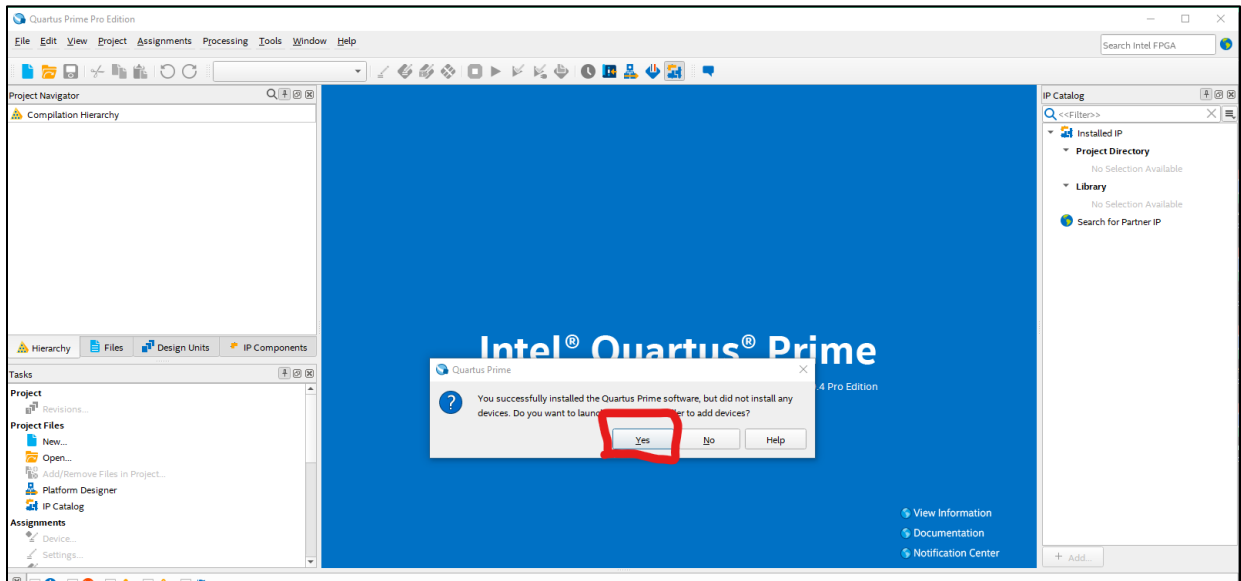 Quartus Prime Pro Edition
File Edit View Project Assignments Processing Tools Window Help
Search Intel FPGA
Project Navigator
Compilation Hierarchy
Hierarchy Files Design Units IP Components
Tasks
Project
Revisions...
Project Files
New...
Open...
Add/Remove Files in Project...
Platform Designer
IP Catalog
Assignments
Device...
Settings...
Intel® Quartus® Prime
.4 Pro Edition
Quartus Prime
You successfully installed the Quartus Prime software, but did not install any
devices. Do you want to to add devices?
Yes No Help
View Information
Documentation
Notification Center
IP Catalog
<<Filter>>
Installed IP
Project Directory
No Selection Available
Library
No Selection Available
Search for Partner IP
+ Add...